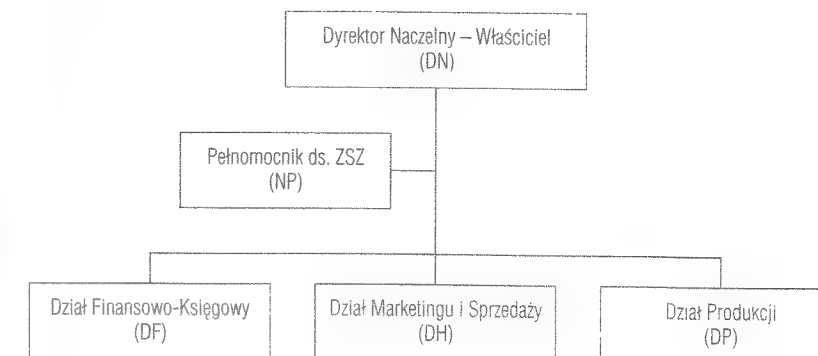 Dyrektor Naczelny – Właściciel
(DN)
Pełnomocnik ds. ZSZ
(NP)
Dział Finansowo-Księgowy
(DF)
Dział Marketingu i Sprzedaży
(DH)
Dział Produkcji
(DP)